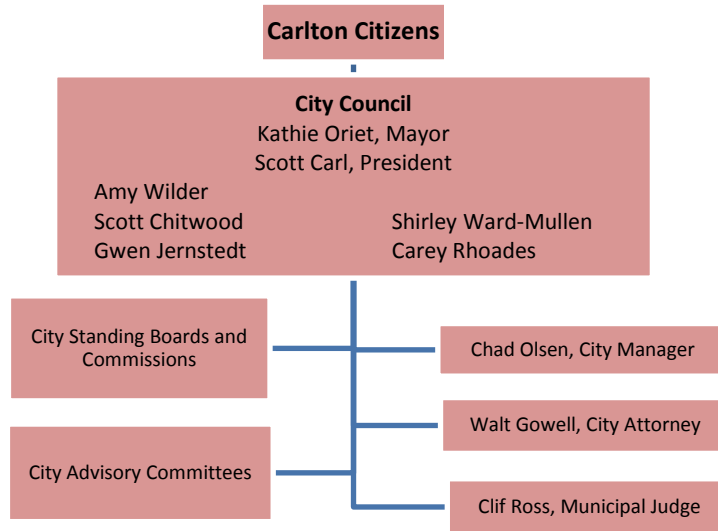 Carlton Citizens
City Council
Kathie Oriet, Mayor
Scott Carl, President
Amy Wilder
Scott Chitwood
Shirley Ward-Mullen
Gwen Jernstedt
Carey Rhoades
City Standing Boards and
Commissions
Chad Olsen, City Manager
Walt Gowell, City Attorney
City Advisory Committees
Clif Ross, Municipal Judge